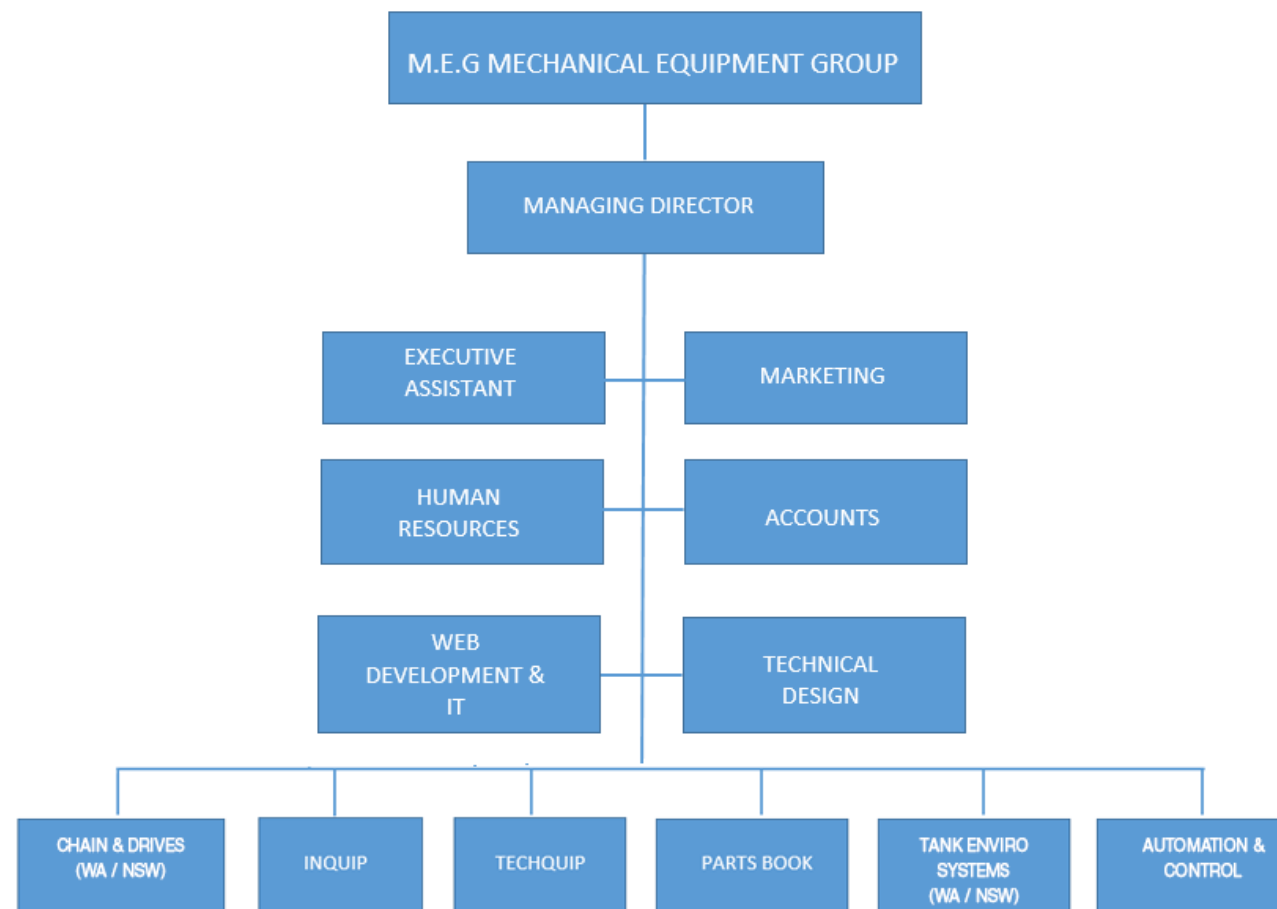 M.E.G MECHANICAL EQUIPMENT GROUP
MANAGING DIRECTOR
EXECUTIVE
ASSISTANT
MARKETING
HUMAN
RESOURCES
ACCOUNTS
WEB
DEVELOPMENT &
IT
TECHNICAL
DESIGN
CHAIN & DRIVES
(WA / NSW)
INQUIP
TECHQUIP
PARTS BOOK
TANK ENVIRO
SYSTEMS
(WA / NSW)
AUTOMATION &
CONTROL